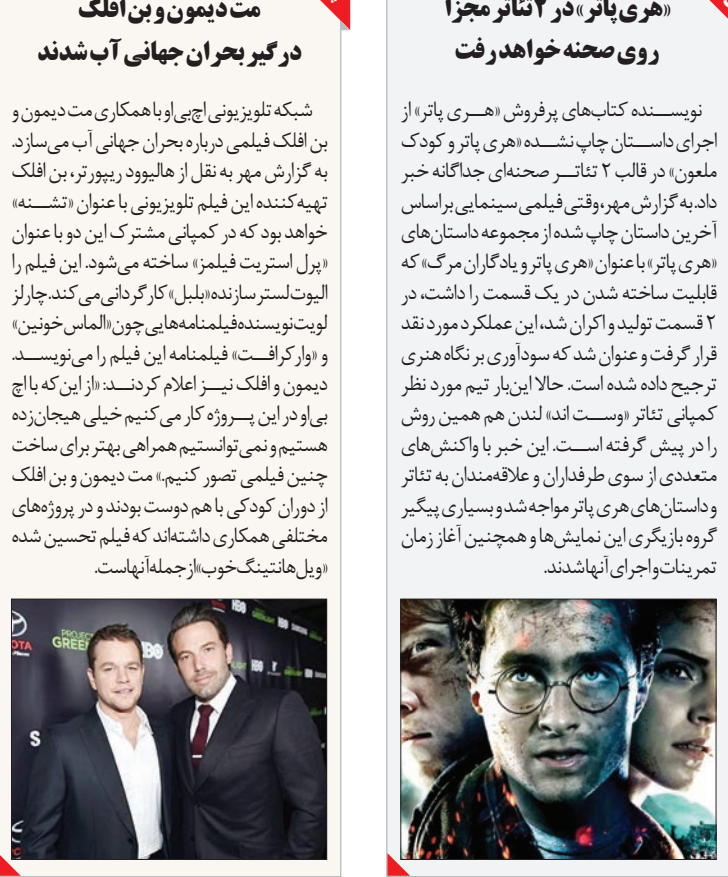 «هری پاتر» در ۲ تئاتر مجزا
روی صحنه خواهد رفت
نویسنده کتاب‌های پرفروش «هری پاتر» از
اجرای داستان چاپ نشده «هری پاتر و کودک
ملعون» در قالب ۲ تئاتر صحنه‌ای جداگانه خبر
داد. به گزارش مهر، وقتی فیلمی سینمایی براساس
آخرین داستان چاپ شده از مجموعه داستان‌های
«هری پاتر» با عنوان «هری پاتر و یادگاران مرگ» که
قابلیت ساخته شدن در یک قسمت را داشت، در
۲ قسمت تولید و اکران شد، این عملکرد مورد نقد
قرار گرفت و عنوان شد که سودآوری بر نگاه هنری
ترجیح داده شده است. حالا این‌بار تیم مورد نظر
کمپانی تئاتر «وست اند» لندن هم همین روش
را در پیش گرفته است. این خبر با واکنش‌های
متعددی از سوی طرفداران و علاقه‌مندان به تئاتر
و داستان‌های هری پاتر مواجه شد و بسیاری پیگیر
گروه بازیگری این نمایش‌ها و همچنین آغاز زمان
تمرینات و اجرای آنها شدند.
مت دیمون و بن افلک
درگیر بحران جهانی آب شدند
شبکه تلویزیونی اچ‌بی‌او با همکاری مت دیمون و
بن افلک فیلمی درباره بحران جهانی آب می‌سازد.
به گزارش مهر به نقل از هالیوود ریپورتر، بن افلک
تهیه‌کننده این فیلم تلویزیونی با عنوان «تشنه»
خواهد بود که در کمپانی مشترک این دو با عنوان
«پرل استریت فیلمز» ساخته می‌شود. این فیلم را
الیوت لستر سازنده «بلبل» کارگردانی می‌کند. چارلز
لویت نویسنده فیلمنامه‌هایی چون «الماس خونین»
و «وارکرافت» فیلمنامه این فیلم را می‌نویسد.
دیمون و افلک نیز اعلام کردند: «از این که با اچ
بی‌او در این پروژه کار می‌کنیم خیلی هیجان‌زده
هستیم و نمی‌توانستیم همراهی بهتر برای ساخت
چنین فیلمی تصور کنیم.» مت دیمون و بن افلک
از دوران کودکی با هم دوست بودند و در پروژه‌های
مختلفی همکاری داشته‌اند که فیلم تحسین شده
«ویل هانتینگ خوب» از جمله آنهاست.
HBO
PROJECT
GREEN
HBO